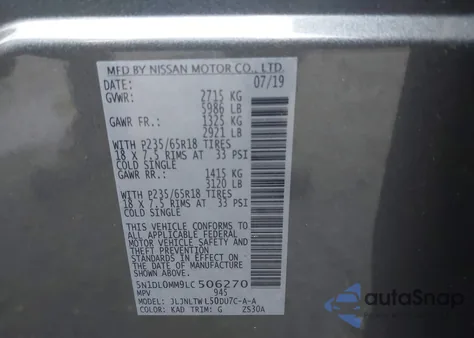 MFD BY NISSAN MOTOR CO., LTD.
DATE: 07/19
GVWR: 2715 KG
5986 LB
GAWR FR.: 1325 KG
2921 LB
WITH P235/65R18 TIRES
18 X 7.5 RIMS AT 33 PSI
COLD SINGLE
GAWR RR.: 1415 KG
3120 LB
WITH P235/65R18 TIRES
18 X 7.5 RIMS AT 33 PSI
COLD SINGLE
THIS VEHICLE CONFORMS TO
ALL APPLICABLE FEDERAL
MOTOR VEHICLE SAFETY AND
THEFT PREVENTION STANDARDS
IN EFFECT ON THE DATE
OF MANUFACTURE SHOWN ABOVE.
5N1DL0MM9LC506270
MPV 945
MODEL: JLJNLTWL50DU7C-A-A
COLOR: KAD TRIM: G ZS30A
autoSnap